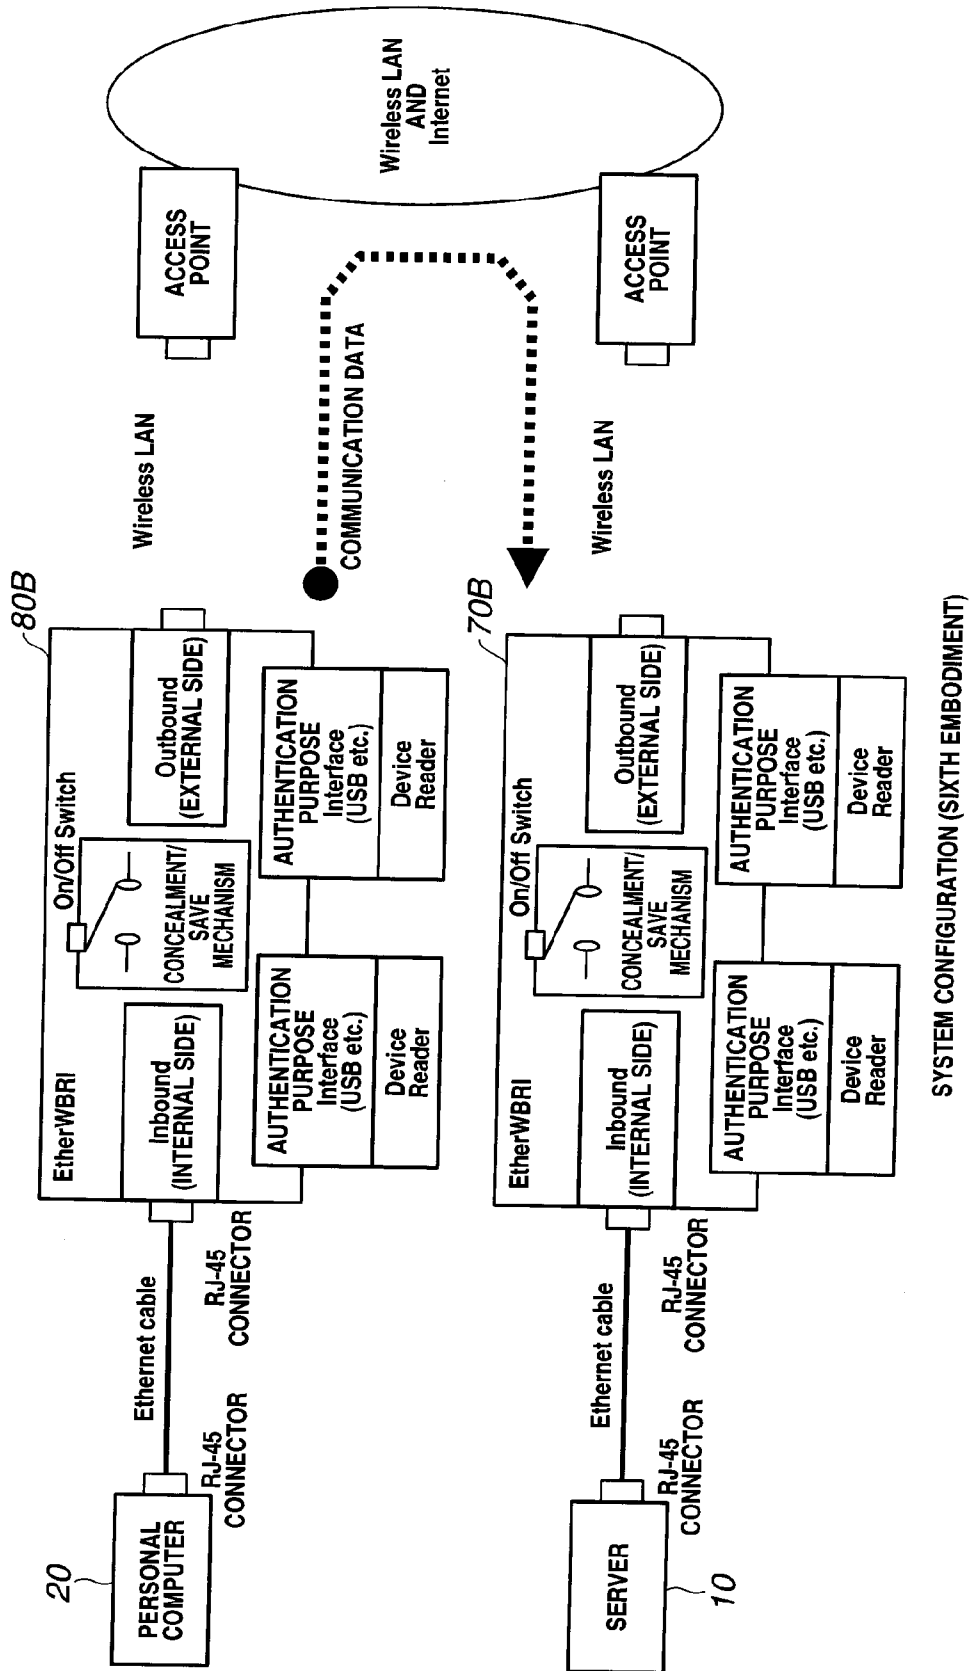 20
PERSONAL
COMPUTER
RJ-45
CONNECTOR
Ethernet cable
RJ-45
CONNECTOR
80B
EtherWBRI
On/Off Switch
Inbound
(INTERNAL SIDE)
CONCEALMENT/
SAVE
MECHANISM
Outbound
(EXTERNAL SIDE)
AUTHENTICATION
PURPOSE
Interface
(USB etc.)
Device
Reader
AUTHENTICATION
PURPOSE
Interface
(USB etc.)
Device
Reader
Wireless LAN
ACCESS
POINT
COMMUNICATION DATA
Wireless LAN
AND
Internet
SERVER
10
RJ-45
CONNECTOR
Ethernet cable
RJ-45
CONNECTOR
70B
EtherWBRI
On/Off Switch
Inbound
(INTERNAL SIDE)
CONCEALMENT/
SAVE
MECHANISM
Outbound
(EXTERNAL SIDE)
AUTHENTICATION
PURPOSE
Interface
(USB etc.)
Device
Reader
AUTHENTICATION
PURPOSE
Interface
(USB etc.)
Device
Reader
Wireless LAN
ACCESS
POINT
SYSTEM CONFIGURATION (SIXTH EMBODIMENT)